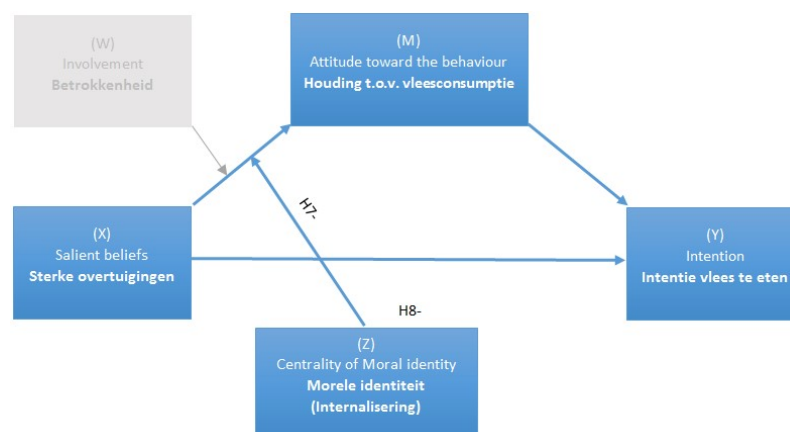 (W)
Involvement
Betrokkenheid
(M)
Attitude toward the behaviour
Houding t.o.v. vleesconsumptie
H7-
(X)
Salient beliefs
Sterke overtuigingen
(Y)
Intention
Intentie vlees te eten
H8-
(Z)
Centrality of Moral identity
Morele identiteit
(Internalisering)